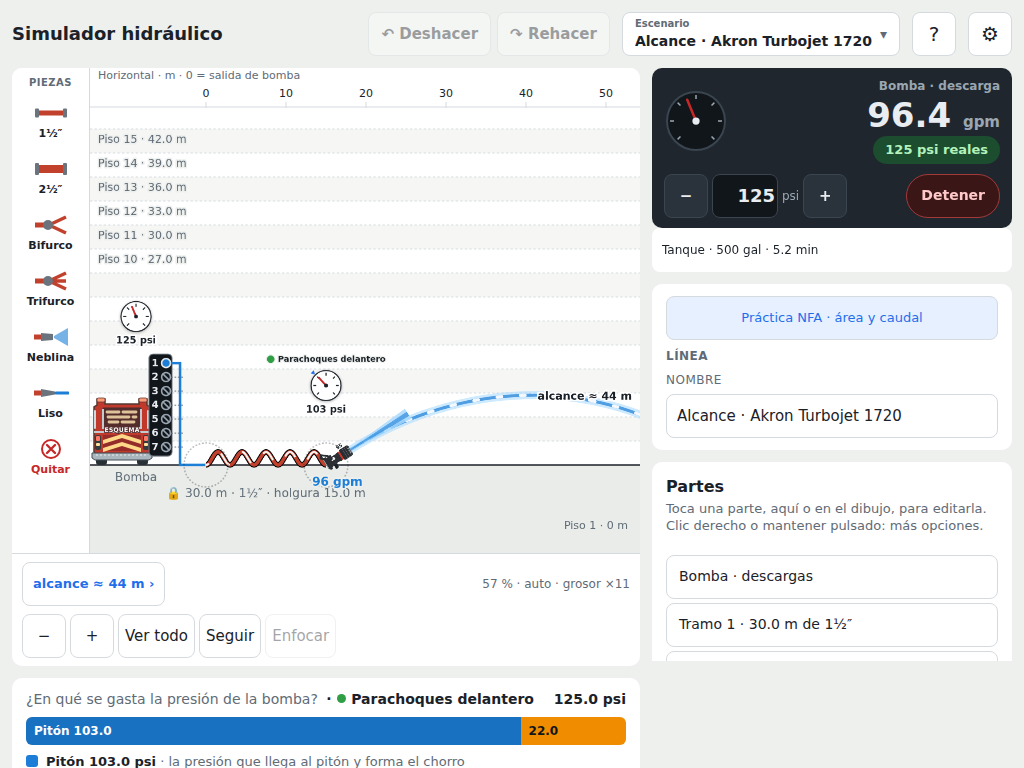 Simulador hidráulico
↶ Deshacer
↷ Rehacer
Escenario
Alcance · Akron Turbojet 1720 ▾
?
⚙
PIEZAS
1½″
2½″
Bifurco
Trifurco
Neblina
Liso
Quitar
Horizontal · m · 0 = salida de bomba
0 10 20 30 40 50
Piso 15 · 42.0 m
Piso 14 · 39.0 m
Piso 13 · 36.0 m
Piso 12 · 33.0 m
Piso 11 · 30.0 m
Piso 10 · 27.0 m
125 psi
Parachoques delantero
103 psi
alcance ≈ 44 m
1
2
3
4
5
6
7
ESQUEMA
Bomba
96 gpm
🔒 30.0 m · 1½″ · holgura 15.0 m
Piso 1 · 0 m
alcance ≈ 44 m ›
57 % · auto · grosor ×11
−
+
Ver todo
Seguir
Enfocar
¿En qué se gasta la presión de la bomba? · Parachoques delantero 125.0 psi
Pitón 103.0 22.0
Pitón 103.0 psi · la presión que llega al pitón y forma el chorro
Bomba · descarga
96.4 gpm
125 psi reales
− 125 psi +
Detener
Tanque · 500 gal · 5.2 min
Práctica NFA · área y caudal
LÍNEA
NOMBRE
Alcance · Akron Turbojet 1720
Partes
Toca una parte, aquí o en el dibujo, para editarla.
Clic derecho o mantener pulsado: más opciones.
Bomba · descargas
Tramo 1 · 30.0 m de 1½″